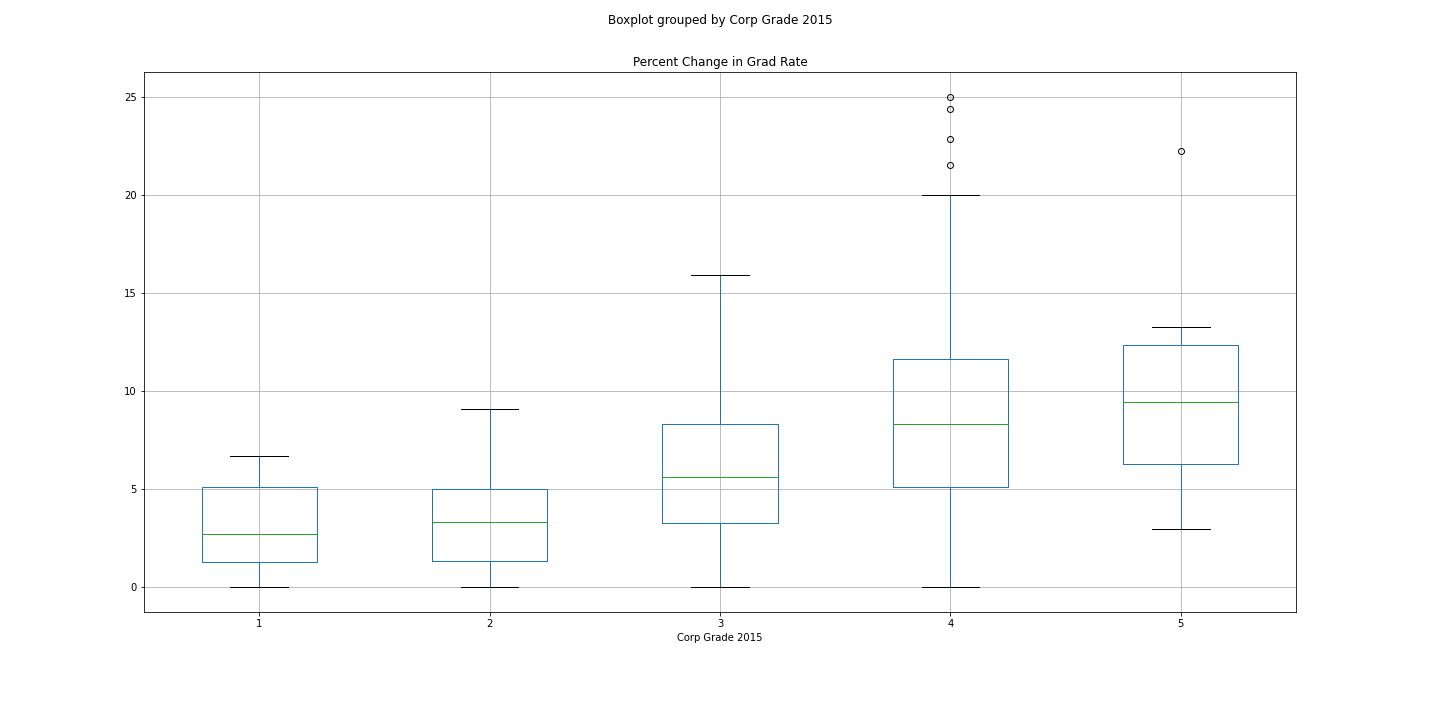 Boxplot grouped by Corp Grade 2015
Percent Change in Grad Rate
25
20
15
10
5
0
1 2 3 4 5
Corp Grade 2015